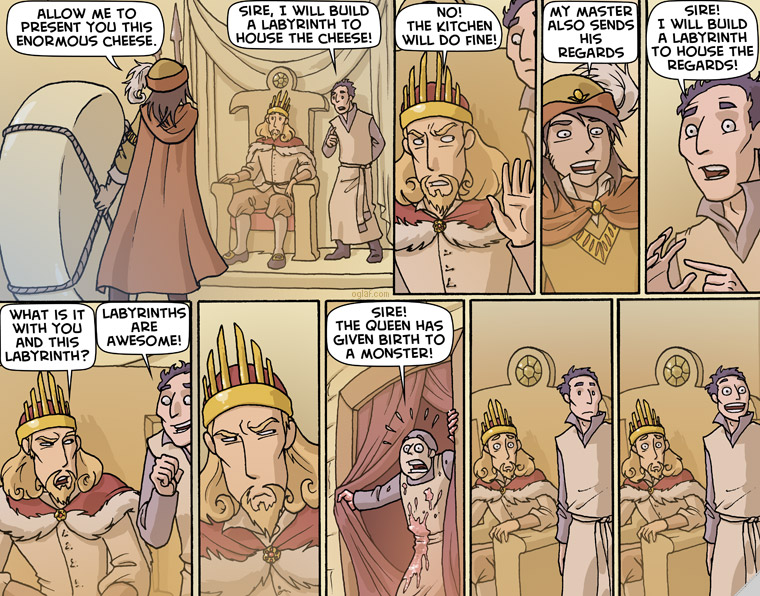 ALLOW ME TO
PRESENT YOU THIS
ENORMOUS CHEESE.
SIRE, I WILL BUILD
A LABYRINTH TO
HOUSE THE CHEESE!
NO!
THE KITCHEN
WILL DO FINE!
MY MASTER
ALSO SENDS
HIS
REGARDS
SIRE!
I WILL BUILD
A LABYRINTH
TO HOUSE THE
REGARDS!
oglaf.com
WHAT IS IT
WITH YOU
AND THIS
LABYRINTH?
LABYRINTHS
ARE
AWESOME!
SIRE!
THE QUEEN HAS
GIVEN BIRTH TO
A MONSTER!